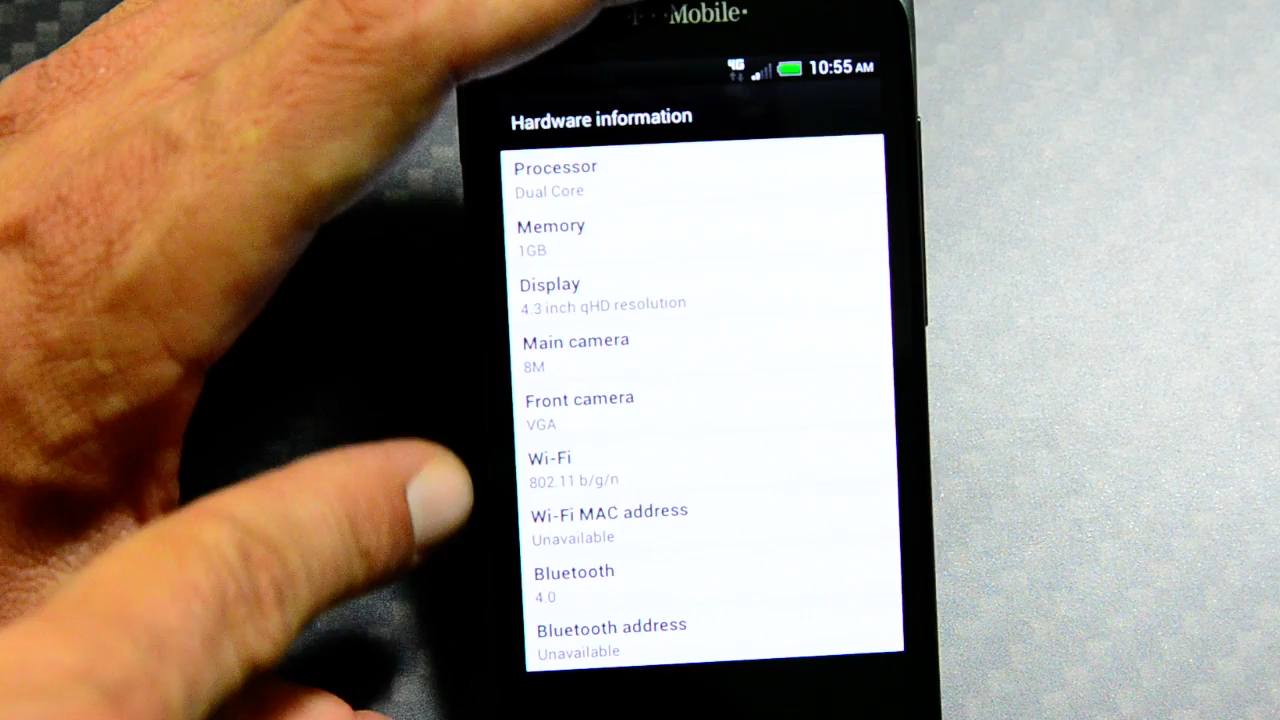 T··Mobile·
4G 10:55 AM
Hardware information
Processor
Dual Core
Memory
1GB
Display
4.3 inch qHD resolution
Main camera
8M
Front camera
VGA
Wi-Fi
802.11 b/g/n
Wi-Fi MAC address
Unavailable
Bluetooth
4.0
Bluetooth address
Unavailable